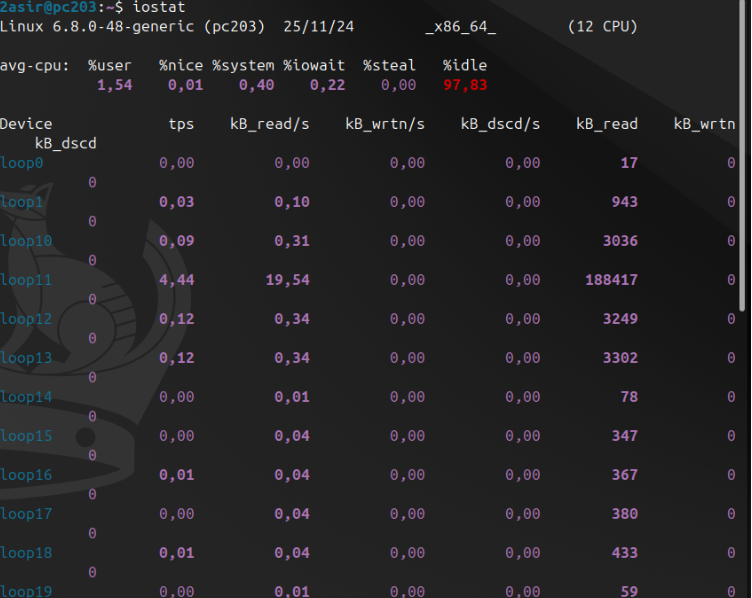 2asir@pc203:~$ iostat
Linux 6.8.0-48-generic (pc203)  25/11/24        _x86_64_        (12 CPU)
avg-cpu:  %user   %nice %system %iowait  %steal   %idle
           1,54    0,01    0,40    0,22    0,00   97,83
Device             tps    kB_read/s    kB_wrtn/s    kB_dscd/s    kB_read    kB_wrtn
    kB_dscd
loop0             0,00         0,00         0,00         0,00         17          0
          0
loop1             0,03         0,10         0,00         0,00        943          0
          0
loop10            0,09         0,31         0,00         0,00       3036          0
          0
loop11            4,44        19,54         0,00         0,00     188417          0
          0
loop12            0,12         0,34         0,00         0,00       3249          0
          0
loop13            0,12         0,34         0,00         0,00       3302          0
          0
loop14            0,00         0,01         0,00         0,00         78          0
          0
loop15            0,00         0,04         0,00         0,00        347          0
          0
loop16            0,01         0,04         0,00         0,00        367          0
          0
loop17            0,00         0,04         0,00         0,00        380          0
          0
loop18            0,01         0,04         0,00         0,00        433          0
          0
loop19            0,00         0,01         0,00         0,00         59          0